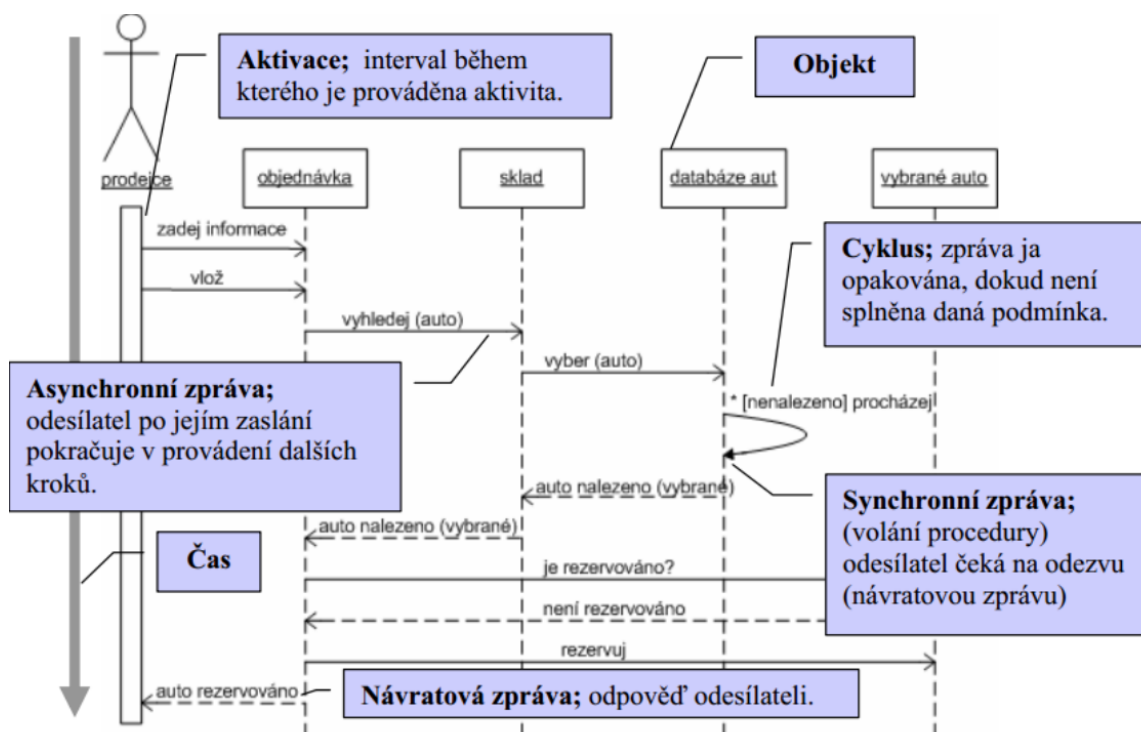 Aktivace; interval během
kterého je prováděna aktivita.
Objekt
prodejce
objednávka
sklad
databáze aut
vybrané auto
zadej informace
vlož
vyhledej (auto)
vyber (auto)
Cyklus; zpráva ja
opakována, dokud není
splněna daná podmínka.
* [nenalezeno] procházej
Asynchronní zpráva;
odesílatel po jejím zaslání
pokračuje v provádení dalších
kroků.
auto nalezeno (vybrané)
auto nalezeno (vybrané)
Synchronní zpráva;
(volání procedury)
odesílatel čeká na odezvu
(návratovou zprávu)
Čas
je rezervováno?
není rezervováno
rezervuj
auto rezervováno
Návratová zpráva; odpověď odesílateli.